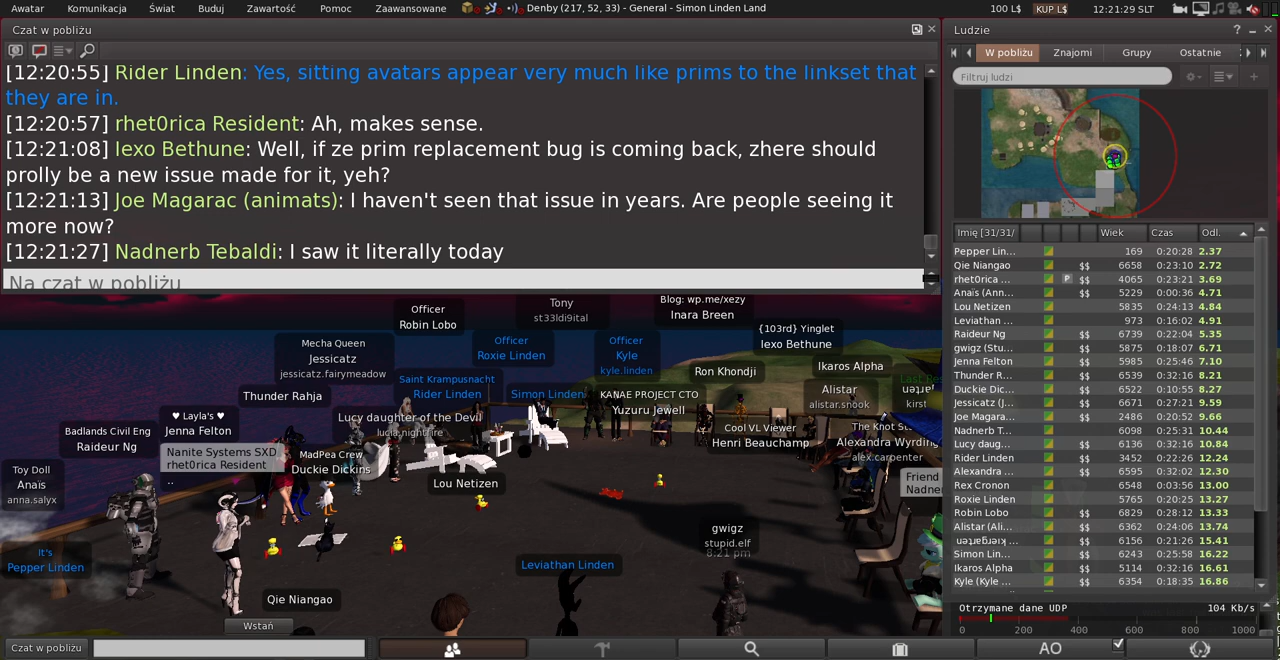 Awatar Komunikacja Świat Buduj Zawartość Pomoc Zaawansowane Denby (217, 52, 33) - General - Simon Linden Land 100 L$ KUP L$ 12:21:29 SLT
Czat w pobliżu
[12:20:55] Rider Linden: Yes, sitting avatars appear very much like prims to the linkset that
they are in.
[12:20:57] rhet0rica Resident: Ah, makes sense.
[12:21:08] Iexo Bethune: Well, if ze prim replacement bug is coming back, zhere should
prolly be a new issue made for it, yeh?
[12:21:13] Joe Magarac (animats): I haven't seen that issue in years. Are people seeing it
more now?
[12:21:27] Nadnerb Tebaldi: I saw it literally today
Na czat w pobliżu
Officer
Robin Lobo
Tony
st33ldi9ital
Blog: wp.me/xezy
Inara Breen
{103rd} Yinglet
Iexo Bethune
Mecha Queen
Jessicatz
jessicatz.fairymeadow
Officer
Roxie Linden
Officer
Kyle
kyle.linden
Ron Khondji
Ikaros Alpha
Thunder Rahja
Saint Krampusnacht
Rider Linden
Simon Linden
KANAE PROJECT CTO
Yuzuru Jewell
Alistar
alistar.snook
kirst
♥ Layla's ♥
Jenna Felton
Lucy daughter of the Devil
lucia.nightfire
Badlands Civil Eng
Raideur Ng
Cool VL Viewer
Henri Beauchamp
Alexandra Wyrding
alex.carpenter
Nanite Systems SXD
rhet0rica Resident
..
MadPea Crew
Duckie Dickins
Toy Doll
Anaïs
anna.salyx
Lou Netizen
Friend
gwigz
stupid.elf
8:21 pm
It's
Pepper Linden
Leviathan Linden
Qie Niangao
Wstań
Czat w pobliżu
Ludzie
W pobliżu Znajomi Grupy Ostatnie
Filtruj ludzi
Imię [31/31/ Wiek Czas Odl.
Pepper Lin... 169 0:20:28 2.37
Qie Niangao $$ 6658 0:23:10 2.72
rhet0rica ... P $$ 4065 0:23:21 3.69
Anaïs (Ann... $$ 5229 0:00:36 4.71
Lou Netizen 5835 0:24:13 4.84
Leviathan ... 973 0:16:02 4.91
Raideur Ng $$ 6739 0:22:04 5.35
gwigz (Stu... $$ 5875 0:18:07 6.71
Jenna Felton $$ 5985 0:25:46 7.10
Thunder R... $$ 6539 0:32:16 8.21
Duckie Dic... $$ 6522 0:10:55 8.27
Jessicatz (J... $$ 6671 0:27:21 9.59
Joe Magara... $$ 2486 0:20:52 9.66
Nadnerb T... 6098 0:25:31 10.44
Lucy daug... $$ 6136 0:32:16 10.84
Rider Linden $$ 3452 0:22:26 12.24
Alexandra ... $$ 6595 0:32:02 12.30
Rex Cronon $$ 6548 0:03:56 13.00
Roxie Linden $$ 5765 0:20:25 13.27
Robin Lobo $$ 6829 0:28:12 13.33
Alistar (Ali... $$ 6362 0:24:06 13.74
$$ 6156 0:21:26 15.41
Simon Lin... $$ 6243 0:25:58 16.22
Ikaros Alpha $$ 5114 0:32:16 16.61
Kyle (Kyle ... $$ 6354 0:18:35 16.86
Otrzymane dane UDP 104 Kb/s
0 200 400 600 800 1000
AO